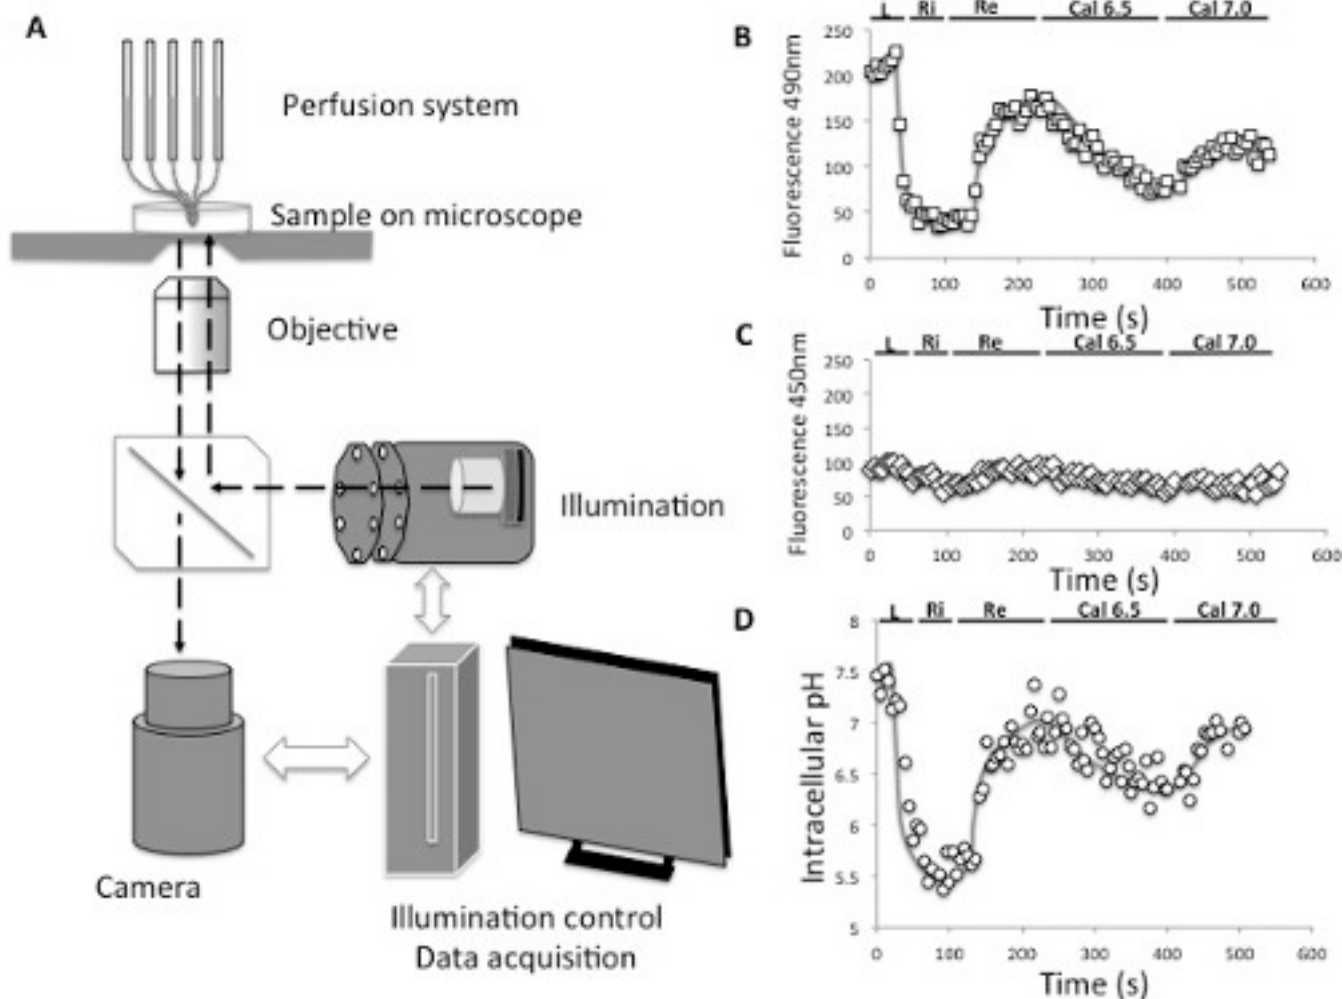 A
Perfusion system
Sample on microscope
Objective
Illumination
Camera
Illumination control
Data acquisition
B
L Ri Re Cal 6.5 Cal 7.0
Fluorescence 490nm
250
200
150
100
50
0
0 100 200 300 400 500 600
Time (s)
C
L Ri Re Cal 6.5 Cal 7.0
Fluorescence 450nm
250
200
150
100
50
0
0 100 200 300 400 500 600
Time (s)
D
L Ri Re Cal 6.5 Cal 7.0
Intracellular pH
8
7.5
7
6.5
6
5.5
5
0 100 200 300 400 500 600
Time (s)